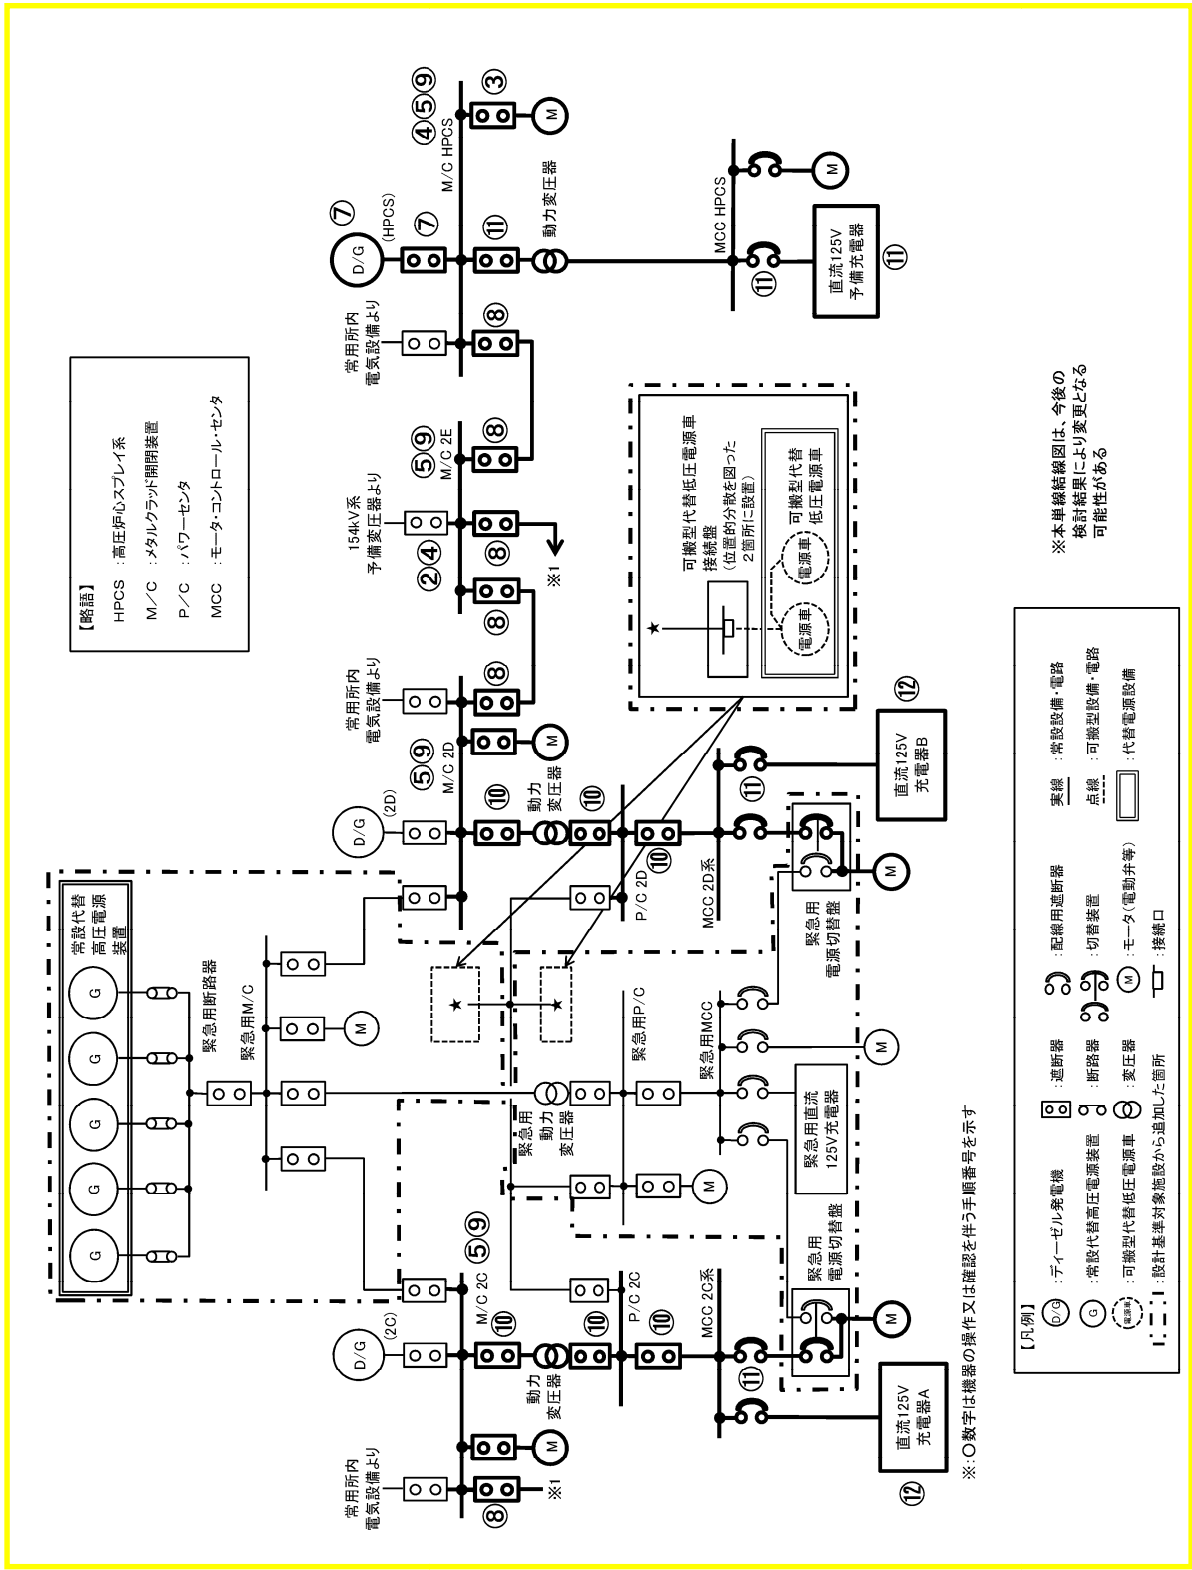 【略語】
HPCS :高圧炉心スプレイ系
M/C :メタルクラッド開閉装置
P/C :パワーセンタ
MCC :モータ・コントロール・センタ
常設代替
高圧電源
装置
G
G
G
G
G
緊急用断路器
緊急用M/C
M
常用所内
電気設備より
⑧
※1
M
D/G
(2C)
⑤⑨
M/C 2C
⑩
動力
変圧器
⑩
P/C 2C
⑩
MCC 2C系
⑪
直流125V
充電器A
⑫
緊急用
電源切替盤
M
緊急用
動力
変圧器
緊急用P/C
M
緊急用MCC
緊急用直流
125V充電器
M
★
★
D/G
(2D)
⑤⑨
M/C 2D
⑩
動力
変圧器
⑩
P/C 2D
⑩
MCC 2D系
⑪
直流125V
充電器B
⑫
緊急用
電源切替盤
M
M
常用所内
電気設備より
⑧
⑧
154kV系
予備変圧器より
②④
⑧
※1
⑤⑨
M/C 2E
⑧
常用所内
電気設備より
⑧
D/G
⑦
(HPCS)
⑦
⑪
動力変圧器
M/C HPCS
④⑤⑨
③
M
MCC HPCS
⑪
直流125V
予備充電器
⑪
M
可搬型代替低圧電源車
接続盤
(位置的分散を図った
2箇所に設置)
★
可搬型代替
低圧電源車
電源車
電源車
※本単線結線図は、今後の
検討結果により変更となる
可能性がある
※:○数字は機器の操作又は確認を伴う手順番号を示す
【凡例】
D/G :ディーゼル発電機
G :常設代替高圧電源装置
電源車 :可搬型代替低圧電源車
:設計基準対象施設から追加した箇所
:遮断器
:断路器
:変圧器
:配線用遮断器
:切替装置
M :モータ(電動弁等)
:接続口
実線 :常設設備・電路
点線 :可搬型設備・電路
:代替電源設備